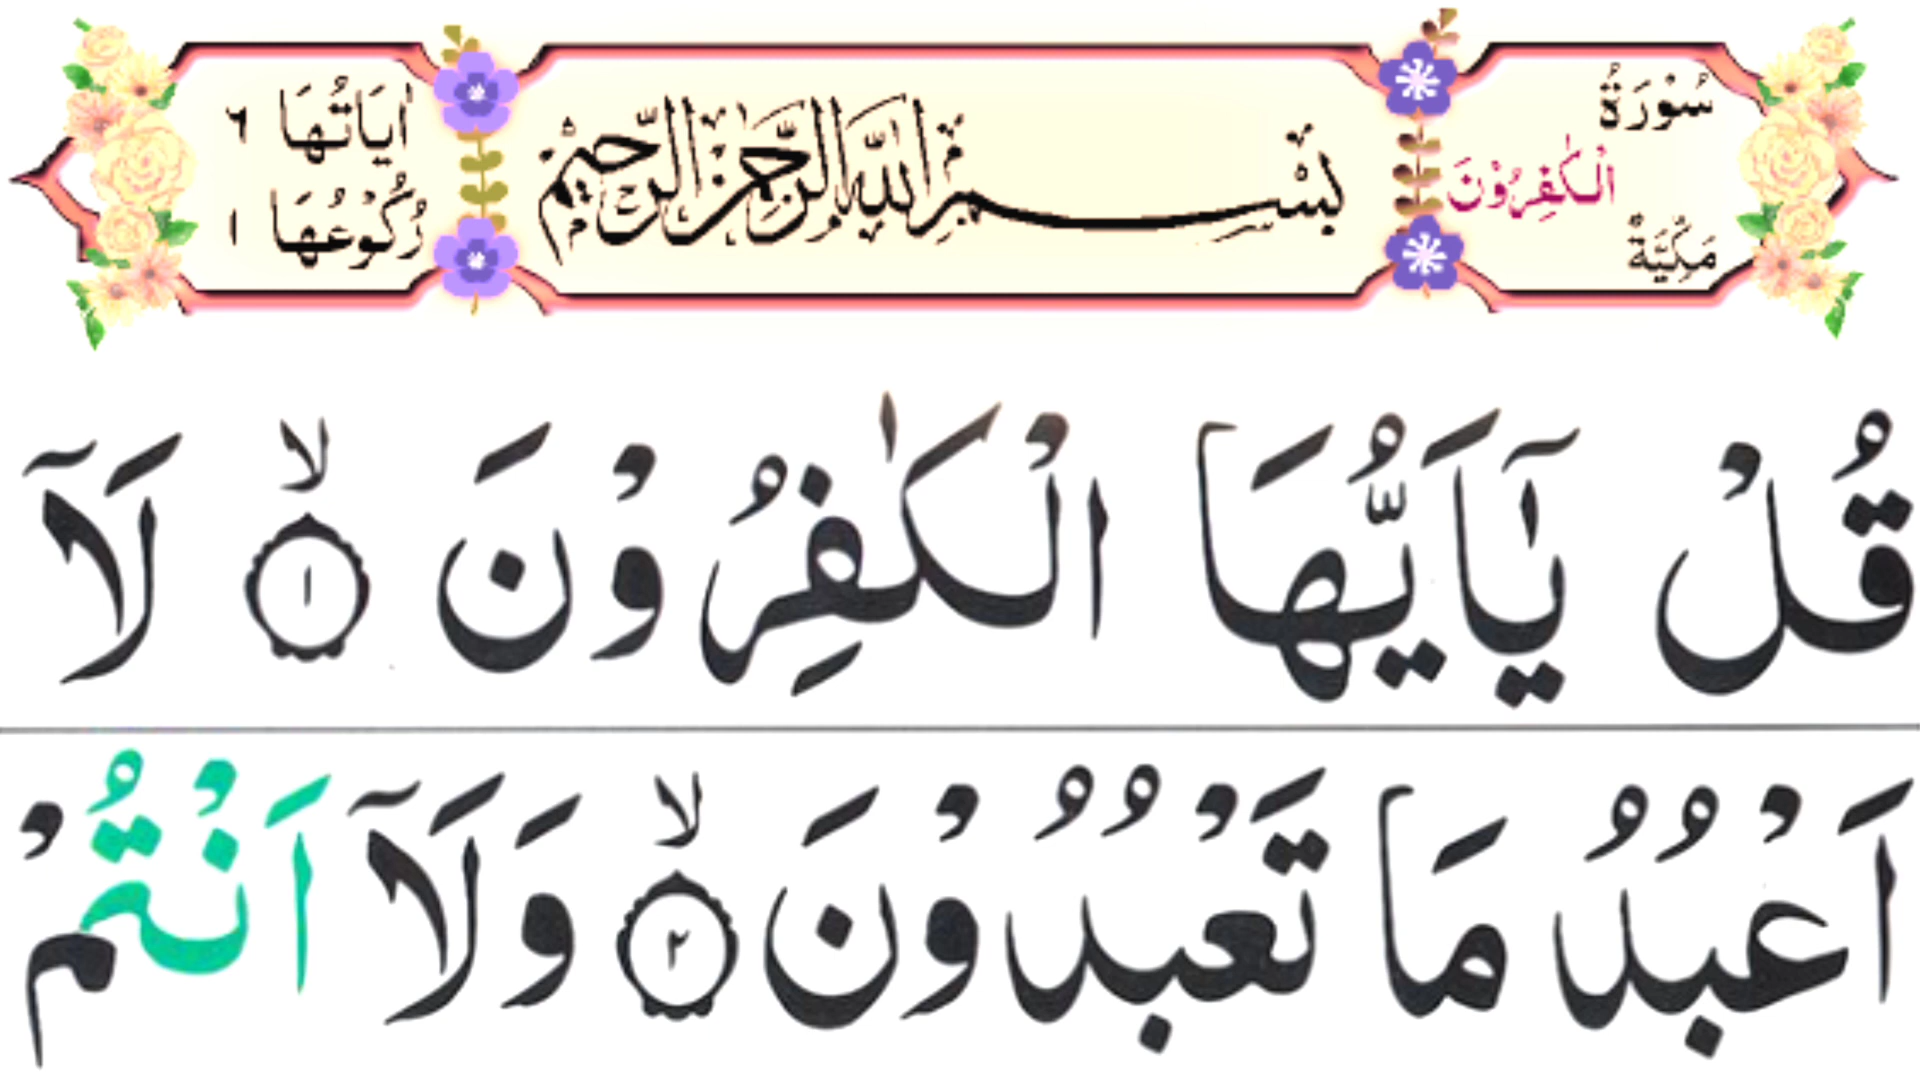 سُوْرَةُ
الْكٰفِرُوْنَ
مَكِّيَّةٌ
بِسْمِ اللّٰهِ الرَّحْمٰنِ الرَّحِيْمِ
اٰيَاتُهَا ٦
رُكُوْعُهَا ١
قُلْ يٰۤاَيُّهَا الْكٰفِرُوْنَ ۙ‏ ١ لَاۤ
اَعْبُدُ مَا تَعْبُدُوْنَ ۙ‏ ٢ وَلَاۤ اَنْتُمْ